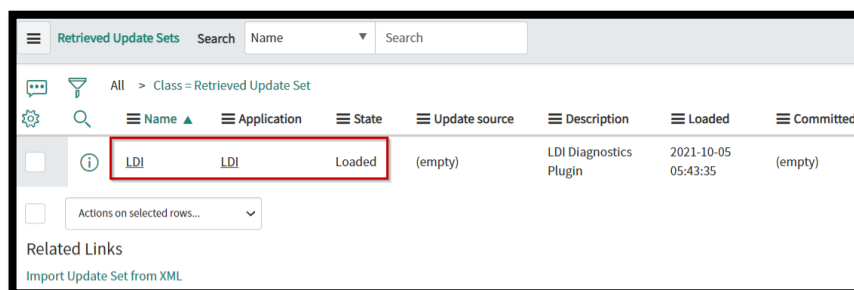 Retrieved Update Sets Search Name Search
All > Class = Retrieved Update Set
Name Application State Update source Description Loaded Committed
LDI LDI Loaded (empty) LDI Diagnostics Plugin 2021-10-05 05:43:35 (empty)
Actions on selected rows...
Related Links
Import Update Set from XML